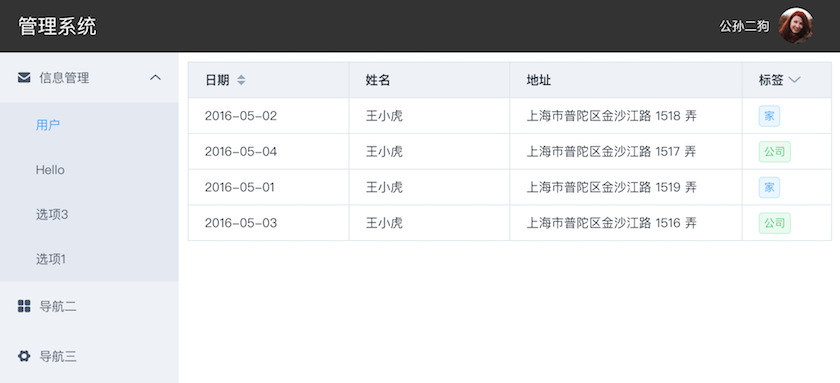 管理系统
公孙二狗
信息管理
用户
Hello
选项3
选项1
导航二
导航三
日期 姓名 地址 标签
2016-05-02 王小虎 上海市普陀区金沙江路 1518 弄 家
2016-05-04 王小虎 上海市普陀区金沙江路 1517 弄 公司
2016-05-01 王小虎 上海市普陀区金沙江路 1519 弄 家
2016-05-03 王小虎 上海市普陀区金沙江路 1516 弄 公司